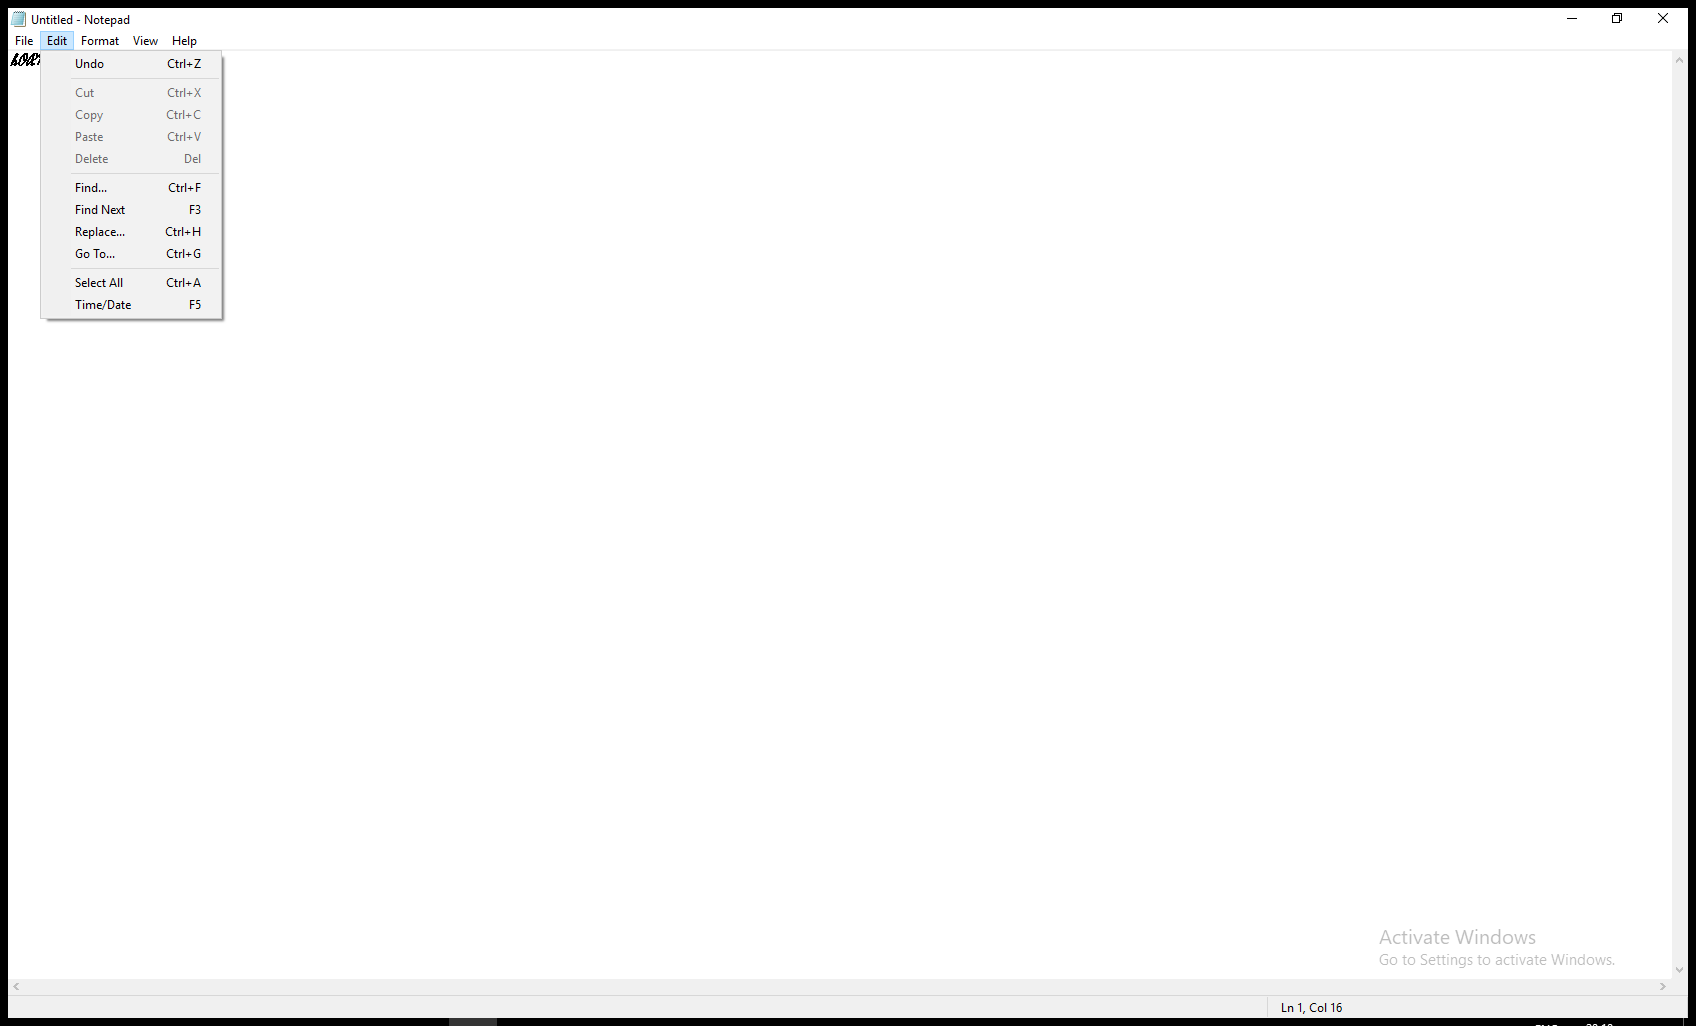 Untitled - Notepad
File Edit Format View Help
Undo Ctrl+Z
Cut Ctrl+X
Copy Ctrl+C
Paste Ctrl+V
Delete Del
Find... Ctrl+F
Find Next F3
Replace... Ctrl+H
Go To... Ctrl+G
Select All Ctrl+A
Time/Date F5
Activate Windows
Go to Settings to activate Windows.
Ln 1, Col 16